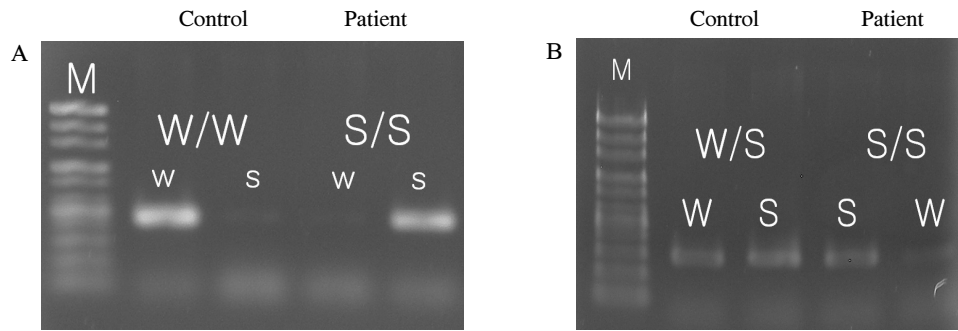 Control Patient
A
M
W/W S/S
W S W S
Control Patient
B
M
W/S S/S
W S S W